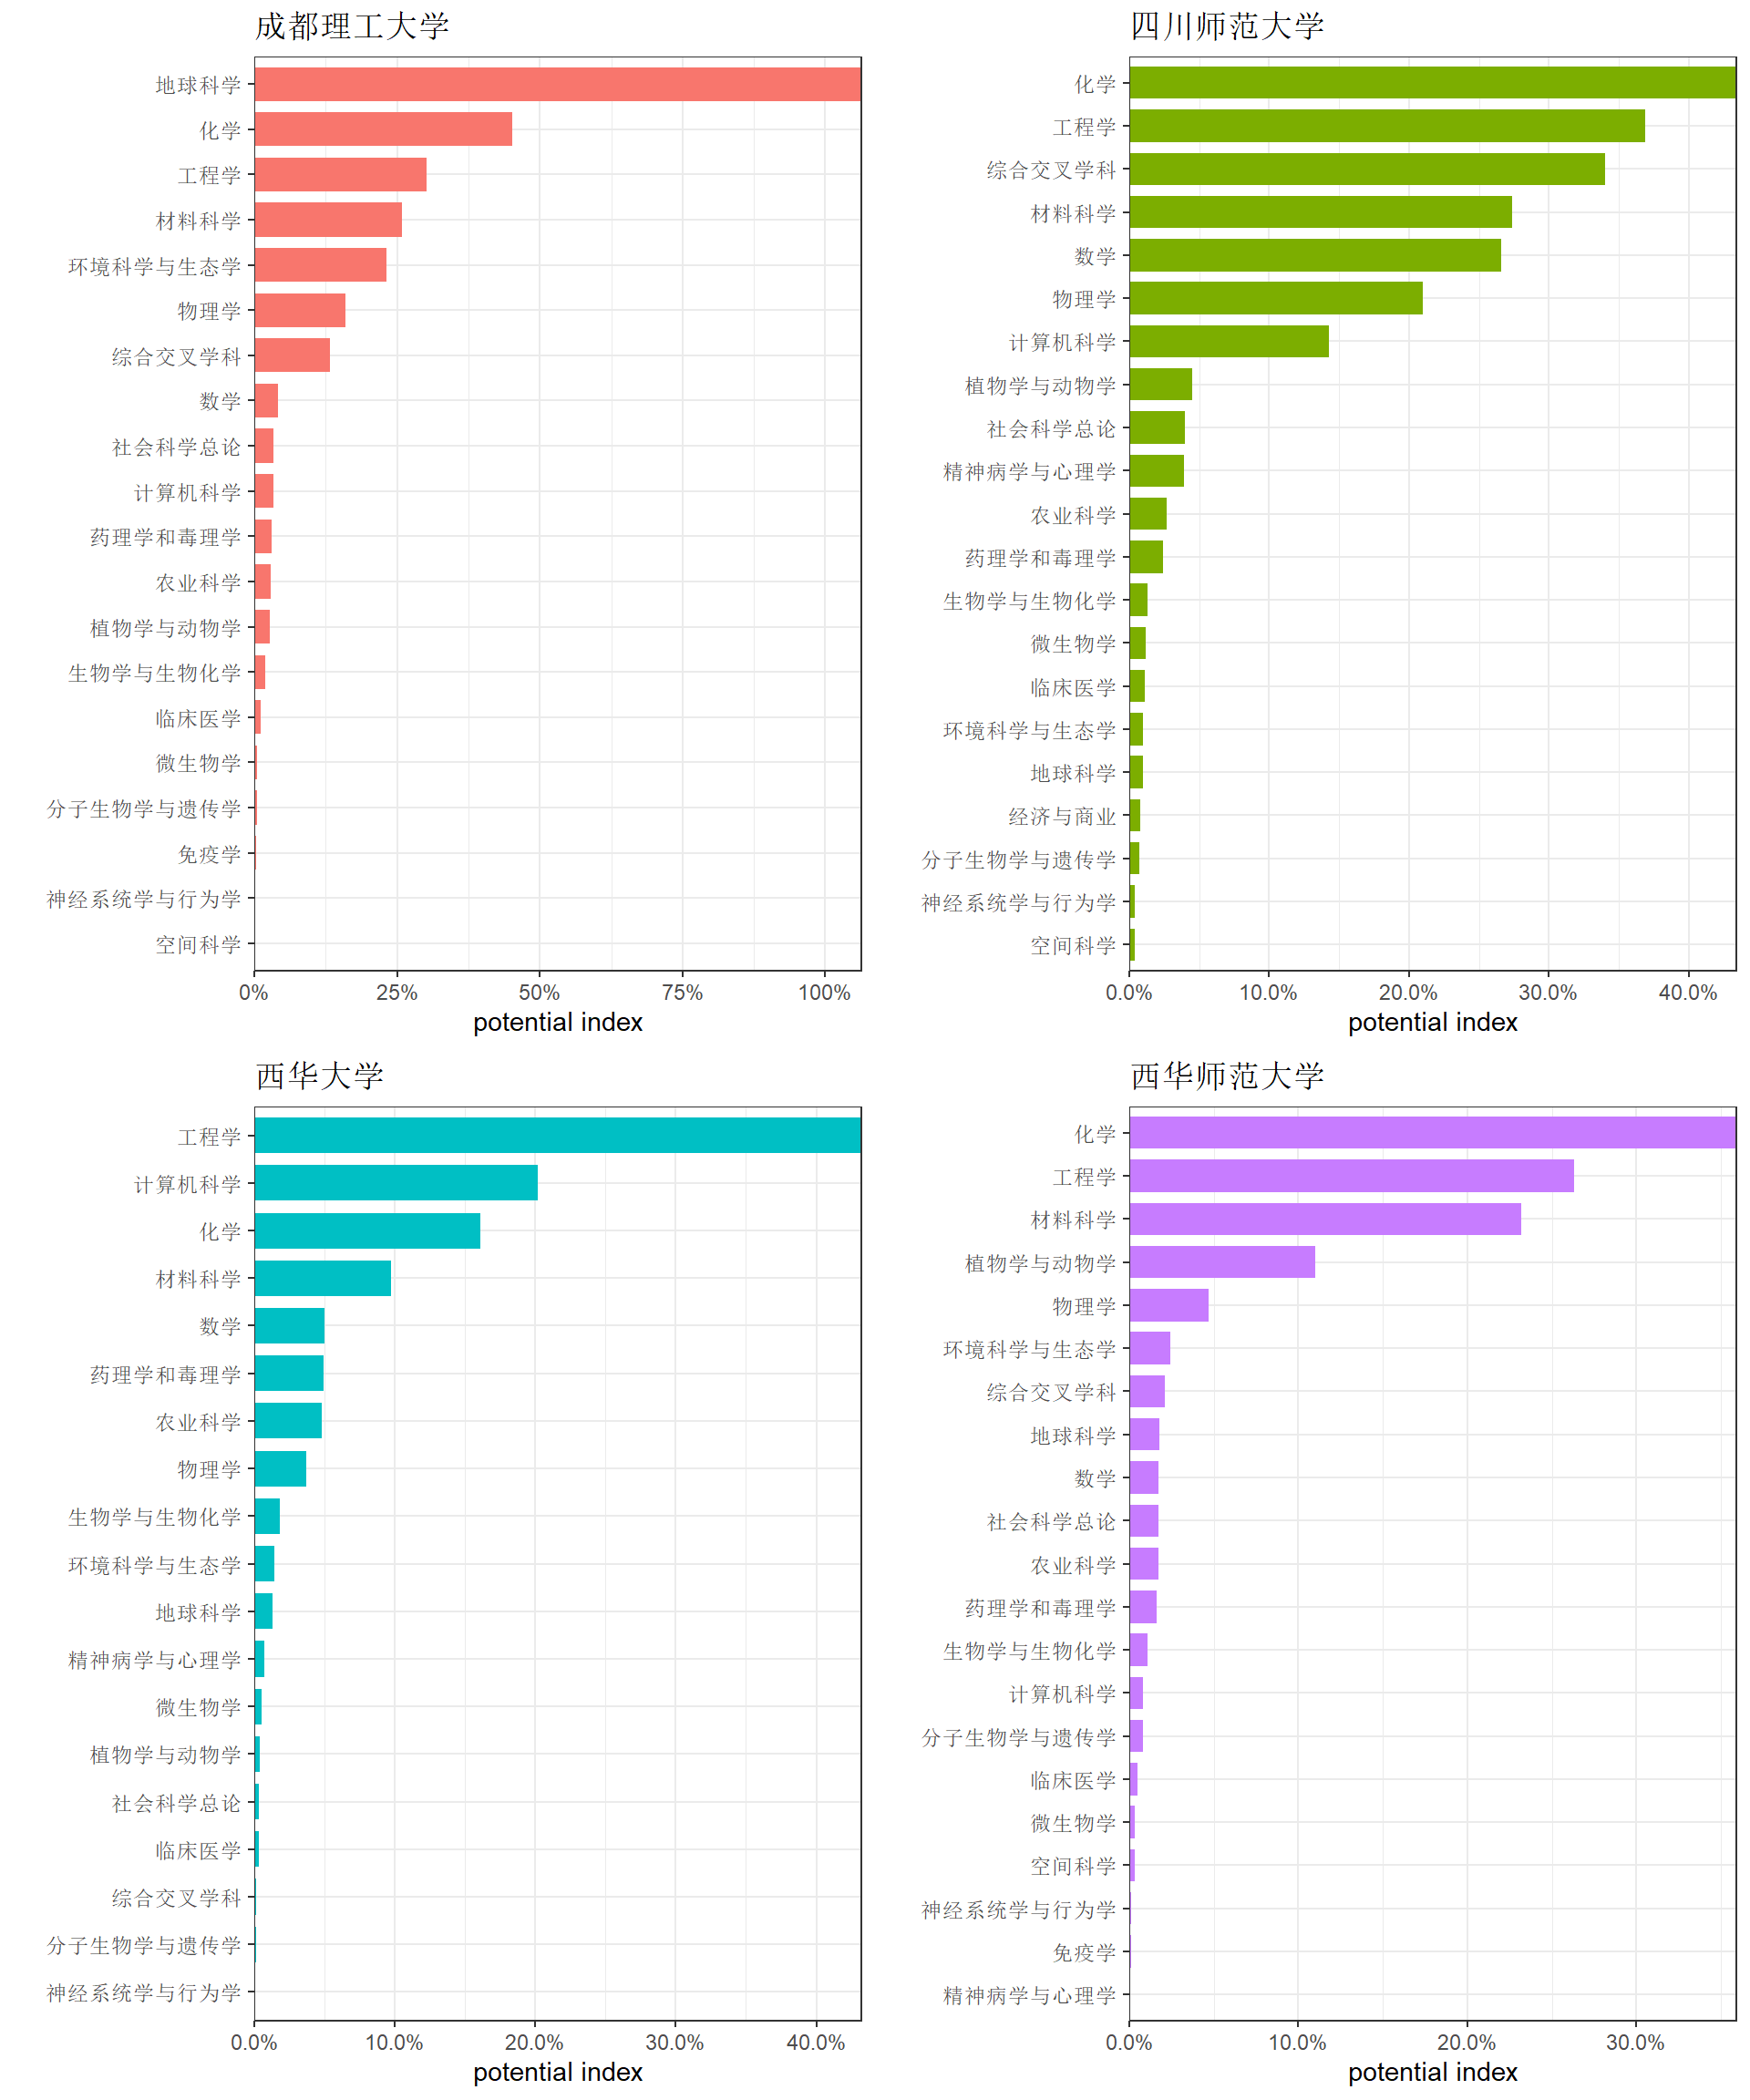 成都理工大学
地球科学
化学
工程学
材料科学
环境科学与生态学
物理学
综合交叉学科
数学
社会科学总论
计算机科学
药理学和毒理学
农业科学
植物学与动物学
生物学与生物化学
临床医学
微生物学
分子生物学与遗传学
免疫学
神经系统学与行为学
空间科学
0% 25% 50% 75% 100%
potential index
四川师范大学
化学
工程学
综合交叉学科
材料科学
数学
物理学
计算机科学
植物学与动物学
社会科学总论
精神病学与心理学
农业科学
药理学和毒理学
生物学与生物化学
微生物学
临床医学
环境科学与生态学
地球科学
经济与商业
分子生物学与遗传学
神经系统学与行为学
空间科学
0.0% 10.0% 20.0% 30.0% 40.0%
potential index
西华大学
工程学
计算机科学
化学
材料科学
数学
药理学和毒理学
农业科学
物理学
生物学与生物化学
环境科学与生态学
地球科学
精神病学与心理学
微生物学
植物学与动物学
社会科学总论
临床医学
综合交叉学科
分子生物学与遗传学
神经系统学与行为学
0.0% 10.0% 20.0% 30.0% 40.0%
potential index
西华师范大学
化学
工程学
材料科学
植物学与动物学
物理学
环境科学与生态学
综合交叉学科
地球科学
数学
社会科学总论
农业科学
药理学和毒理学
生物学与生物化学
计算机科学
分子生物学与遗传学
临床医学
微生物学
空间科学
神经系统学与行为学
免疫学
精神病学与心理学
0.0% 10.0% 20.0% 30.0%
potential index